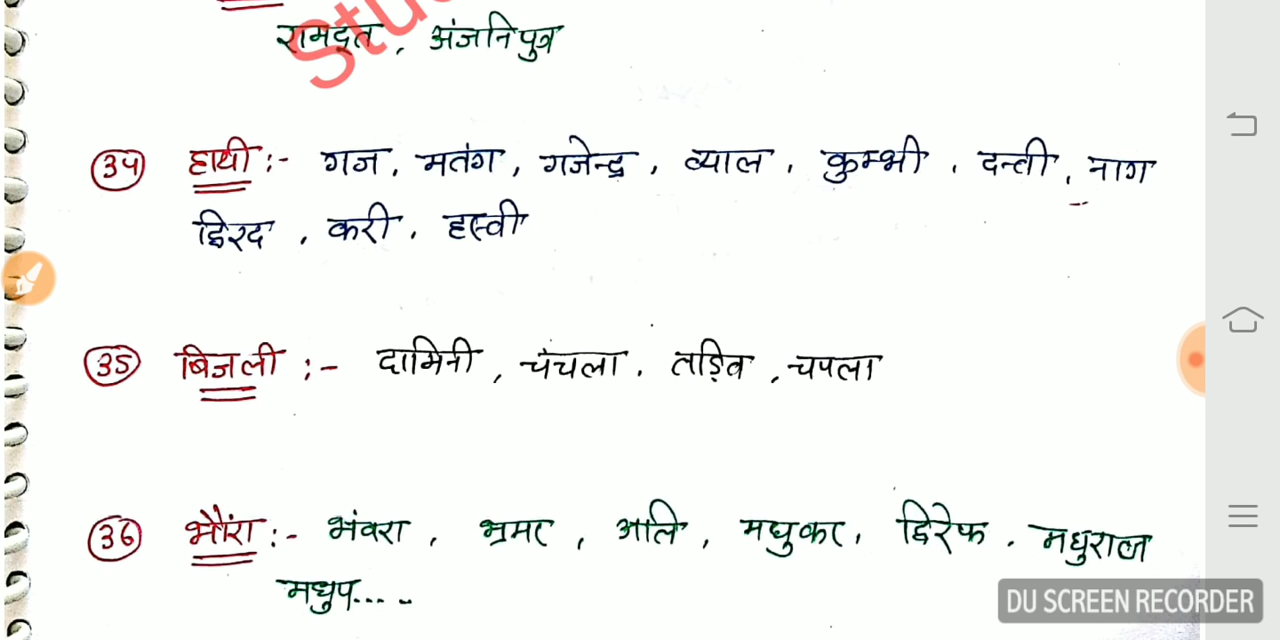 Stu
रामदूत, अंजनिपुत्र
34 हाथी :- गज, मतंग, गजेन्द्र, व्याल, कुम्भी, दन्ती, नाग
द्विरद, करी, हस्ती
35 बिजली :- दामिनी, चंचला, तड़ित, चपला
36 भौंरा :- भंवरा, भ्रमर, अलि, मधुकर, द्विरेफ, मधुराज
मधुप.... -
DU SCREEN RECORDER